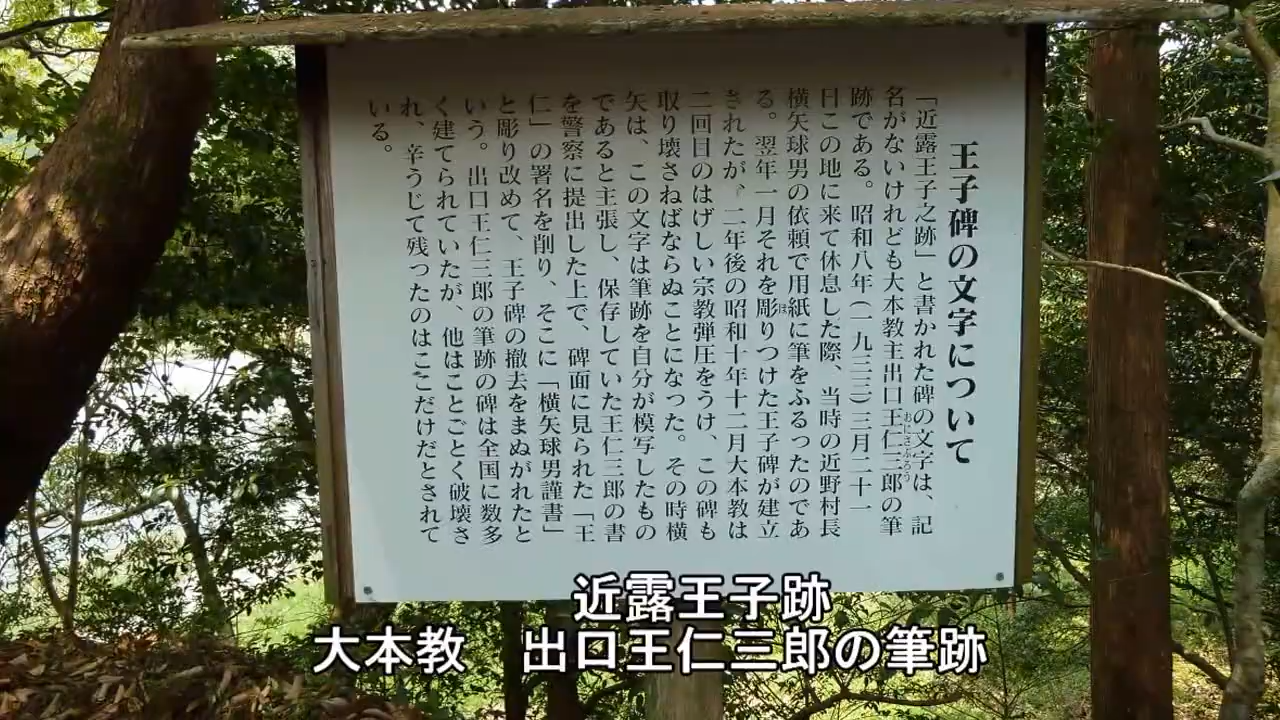 王子碑の文字について
「近露王子之跡」と書かれた碑の文字は、記
名がないけれども大本教主出口王仁三郎の筆
おにさぶろう
跡である。昭和八年(一九三三)三月二十一
日この地に来て休息した際、当時の近野村長
横矢球男の依頼で用紙に筆をふるったのであ
る。翌年一月それを彫りつけた王子碑が建立
ほ
されたが、二年後の昭和十年十二月大本教は
二回目のはげしい宗教弾圧をうけ、この碑も
取り壊さねばならぬことになった。その時横
矢は、この文字は筆跡を自分が模写したもの
であると主張し、保存していた王仁三郎の書
を警察に提出した上で、碑面に見られた「王
仁」の署名を削り、そこに「横矢球男謹書」
と彫り改めて、王子碑の撤去をまぬがれたと
いう。出口王仁三郎の筆跡の碑は全国に数多
く建てられていたが、他はことごとく破壊さ
れ、辛うじて残ったのはここだけだとされて
いる。
近露王子跡
大本教　出口王仁三郎の筆跡